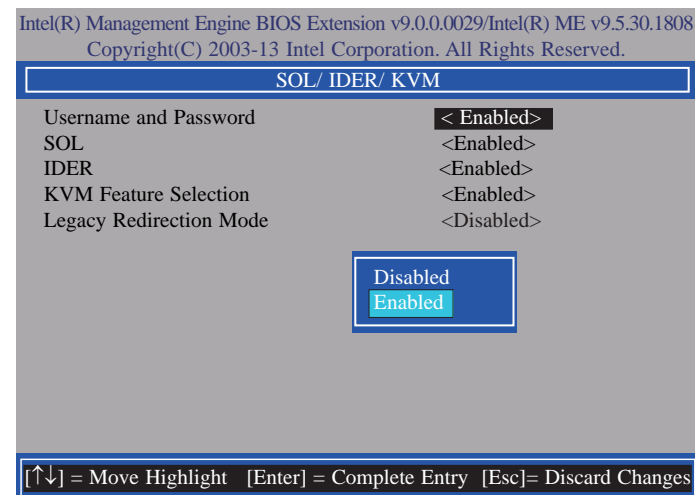 Intel(R) Management Engine BIOS Extension v9.0.0.0029/Intel(R) ME v9.5.30.1808
Copyright(C) 2003-13 Intel Corporation. All Rights Reserved.
SOL/ IDER/ KVM
Username and Password < Enabled>
SOL <Enabled>
IDER <Enabled>
KVM Feature Selection <Enabled>
Legacy Redirection Mode <Disabled>
Disabled
Enabled
[↑↓] = Move Highlight [Enter] = Complete Entry [Esc]= Discard Changes